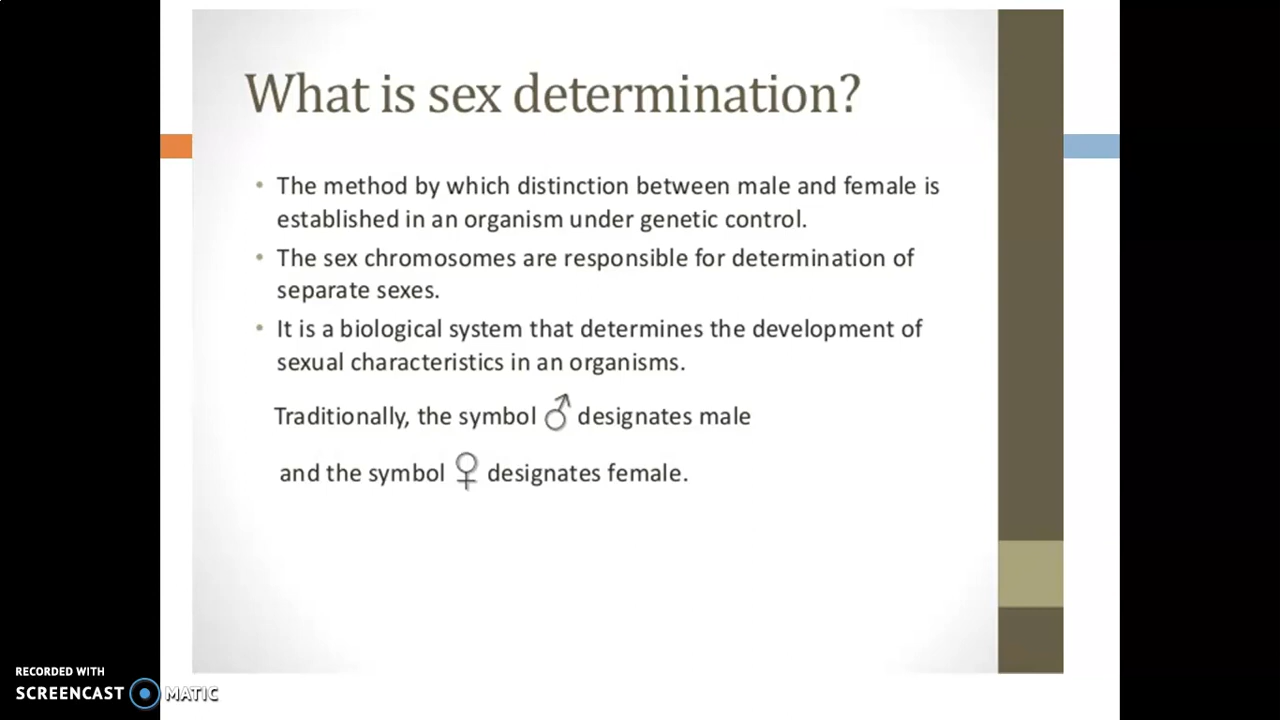 What is sex determination?
• The method by which distinction between male and female is
established in an organism under genetic control.
• The sex chromosomes are responsible for determination of
separate sexes.
• It is a biological system that determines the development of
sexual characteristics in an organisms.
Traditionally, the symbol ♂ designates male
and the symbol ♀ designates female.
RECORDED WITH
SCREENCAST MATIC